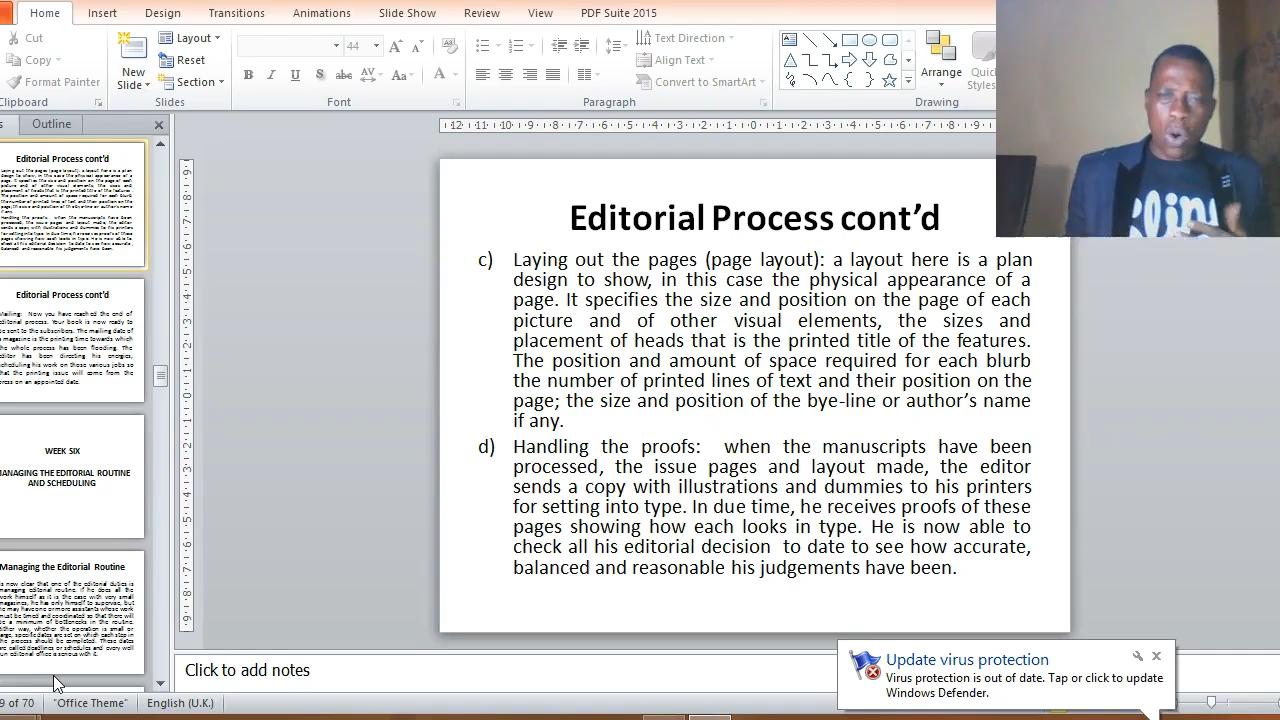 Home Insert Design Transitions Animations Slide Show Review View PDF Suite 2015
Cut
Copy
Format Painter
Clipboard
New Slide
Layout
Reset
Section
Slides
44
Font
Text Direction
Align Text
Convert to SmartArt
Paragraph
Arrange
Quick Styles
Drawing
Outline
Editorial Process cont'd
Editorial Process cont'd
WEEK SIX
MANAGING THE EDITORIAL ROUTINE
AND SCHEDULING
Managing the Editorial Routine
Editorial Process cont'd
c) Laying out the pages (page layout): a layout here is a plan
design to show, in this case the physical appearance of a
page. It specifies the size and position on the page of each
picture and of other visual elements, the sizes and
placement of heads that is the printed title of the features.
The position and amount of space required for each blurb
the number of printed lines of text and their position on the
page; the size and position of the bye-line or author's name
if any.
d) Handling the proofs: when the manuscripts have been
processed, the issue pages and layout made, the editor
sends a copy with illustrations and dummies to his printers
for setting into type. In due time, he receives proofs of these
pages showing how each looks in type. He is now able to
check all his editorial decision to date to see how accurate,
balanced and reasonable his judgements have been.
Click to add notes
Update virus protection
Virus protection is out of date. Tap or click to update
Windows Defender.
9 of 70 "Office Theme" English (U.K.)